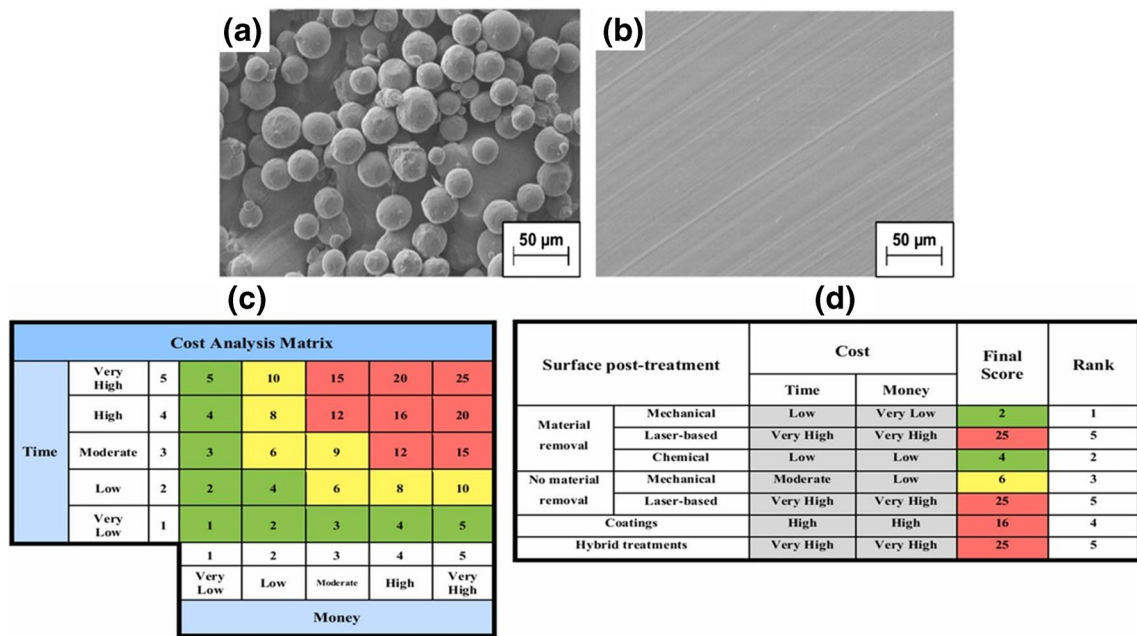 (a)
(b)
50 µm
50 µm
(c)
(d)
Cost Analysis Matrix
Time
Very High 5 5 10 15 20 25
High 4 4 8 12 16 20
Moderate 3 3 6 9 12 15
Low 2 2 4 6 8 10
Very Low 1 1 2 3 4 5
1 2 3 4 5
Very Low Low Moderate High Very High
Money
Surface post-treatment Cost Final Score Rank
Time Money
Material removal
Mechanical Low Very Low 2 1
Laser-based Very High Very High 25 5
Chemical Low Low 4 2
No material removal
Mechanical Moderate Low 6 3
Laser-based Very High Very High 25 5
Coatings High High 16 4
Hybrid treatments Very High Very High 25 5